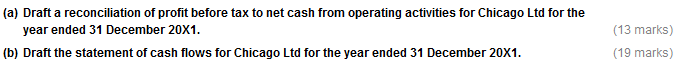 (a) Draft a reconciliation of profit before tax to net cash from operating activities for Chicago Ltd for the
year ended 31 December 20X1. (13 marks)
(b) Draft the statement of cash flows for Chicago Ltd for the year ended 31 December 20X1. (19 marks)